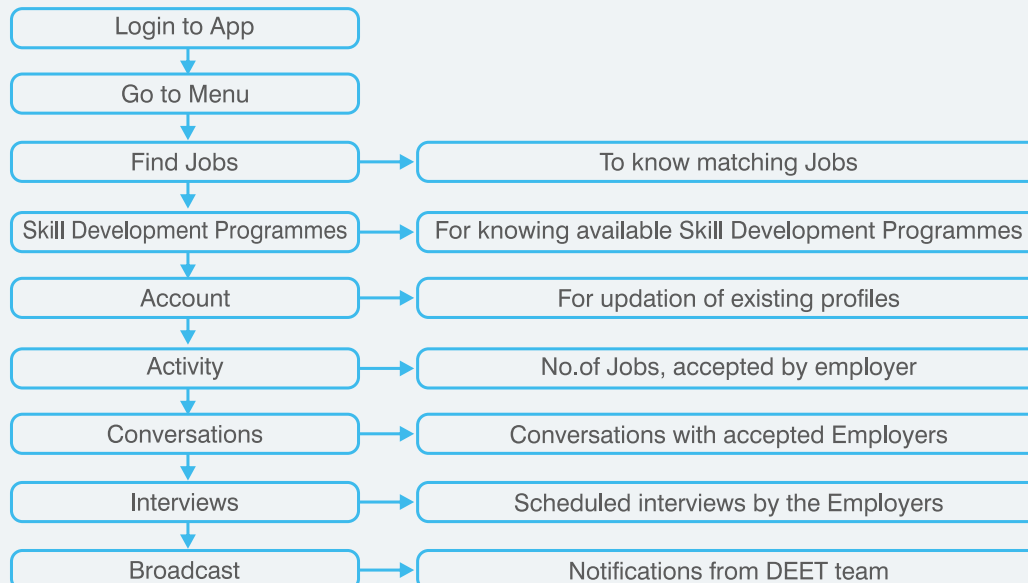 Login to App
Go to Menu
Find Jobs
To know matching Jobs
Skill Development Programmes
For knowing available Skill Development Programmes
Account
For updation of existing profiles
Activity
No.of Jobs, accepted by employer
Conversations
Conversations with accepted Employers
Interviews
Scheduled interviews by the Employers
Broadcast
Notifications from DEET team